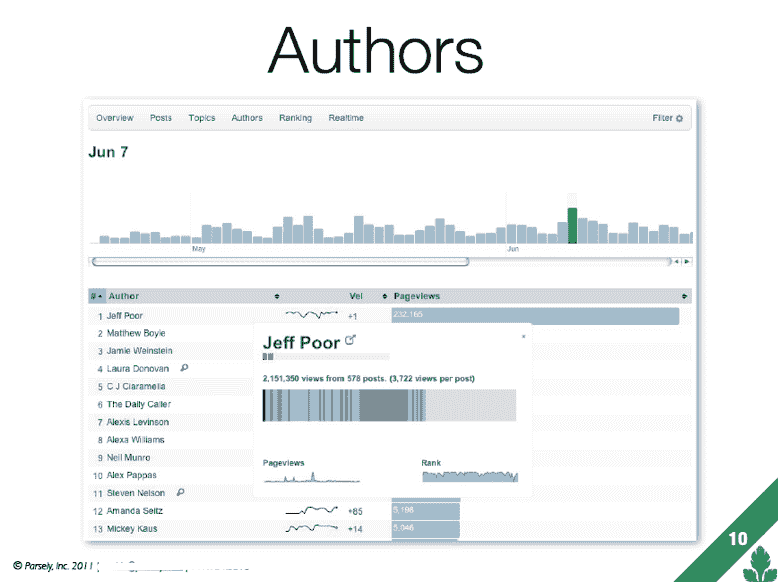 Authors
Overview Posts Topics Authors Ranking Realtime Filter
Jun 7
May Jun
# Author Vel Pageviews
1 Jeff Poor +1 232,165
2 Matthew Boyle
3 Jamie Weinstein
4 Laura Donovan
5 C J Ciaramella
6 The Daily Caller
7 Alexis Levinson
8 Alexa Williams
9 Neil Munro
10 Alex Pappas
11 Steven Nelson
12 Amanda Seitz +85 5,196
13 Mickey Kaus +14 5,046
Jeff Poor
2,151,350 views from 578 posts. (3,722 views per post)
Pageviews Rank
10
© Parsely, Inc. 2011 |